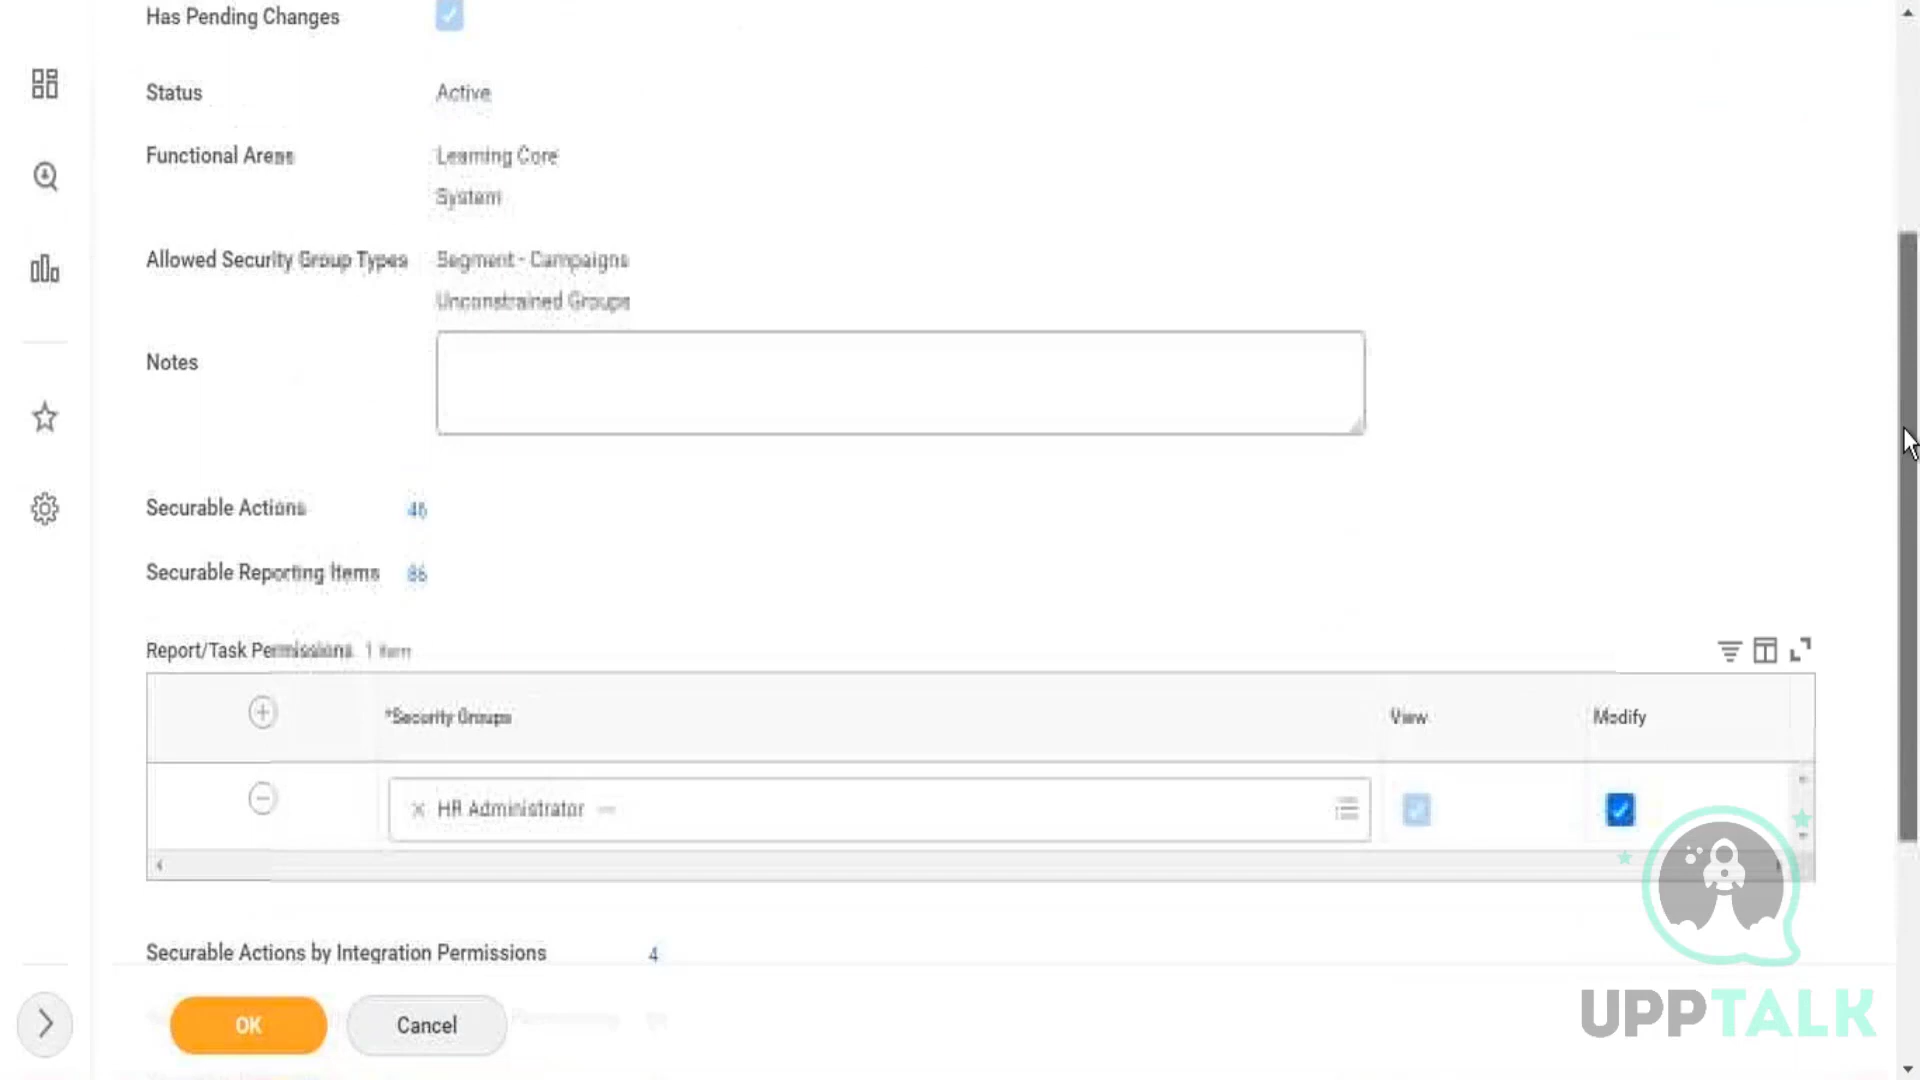 Has Pending Changes
Status Active
Functional Areas Learning Core
System
Allowed Security Group Types Segment - Campaigns
Unconstrained Groups
Notes
Securable Actions 46
Securable Reporting Items 86
Report/Task Permissions 1 item
*Security Groups View Modify
HR Administrator
Securable Actions by Integration Permissions 4
OK Cancel
UPPTALK